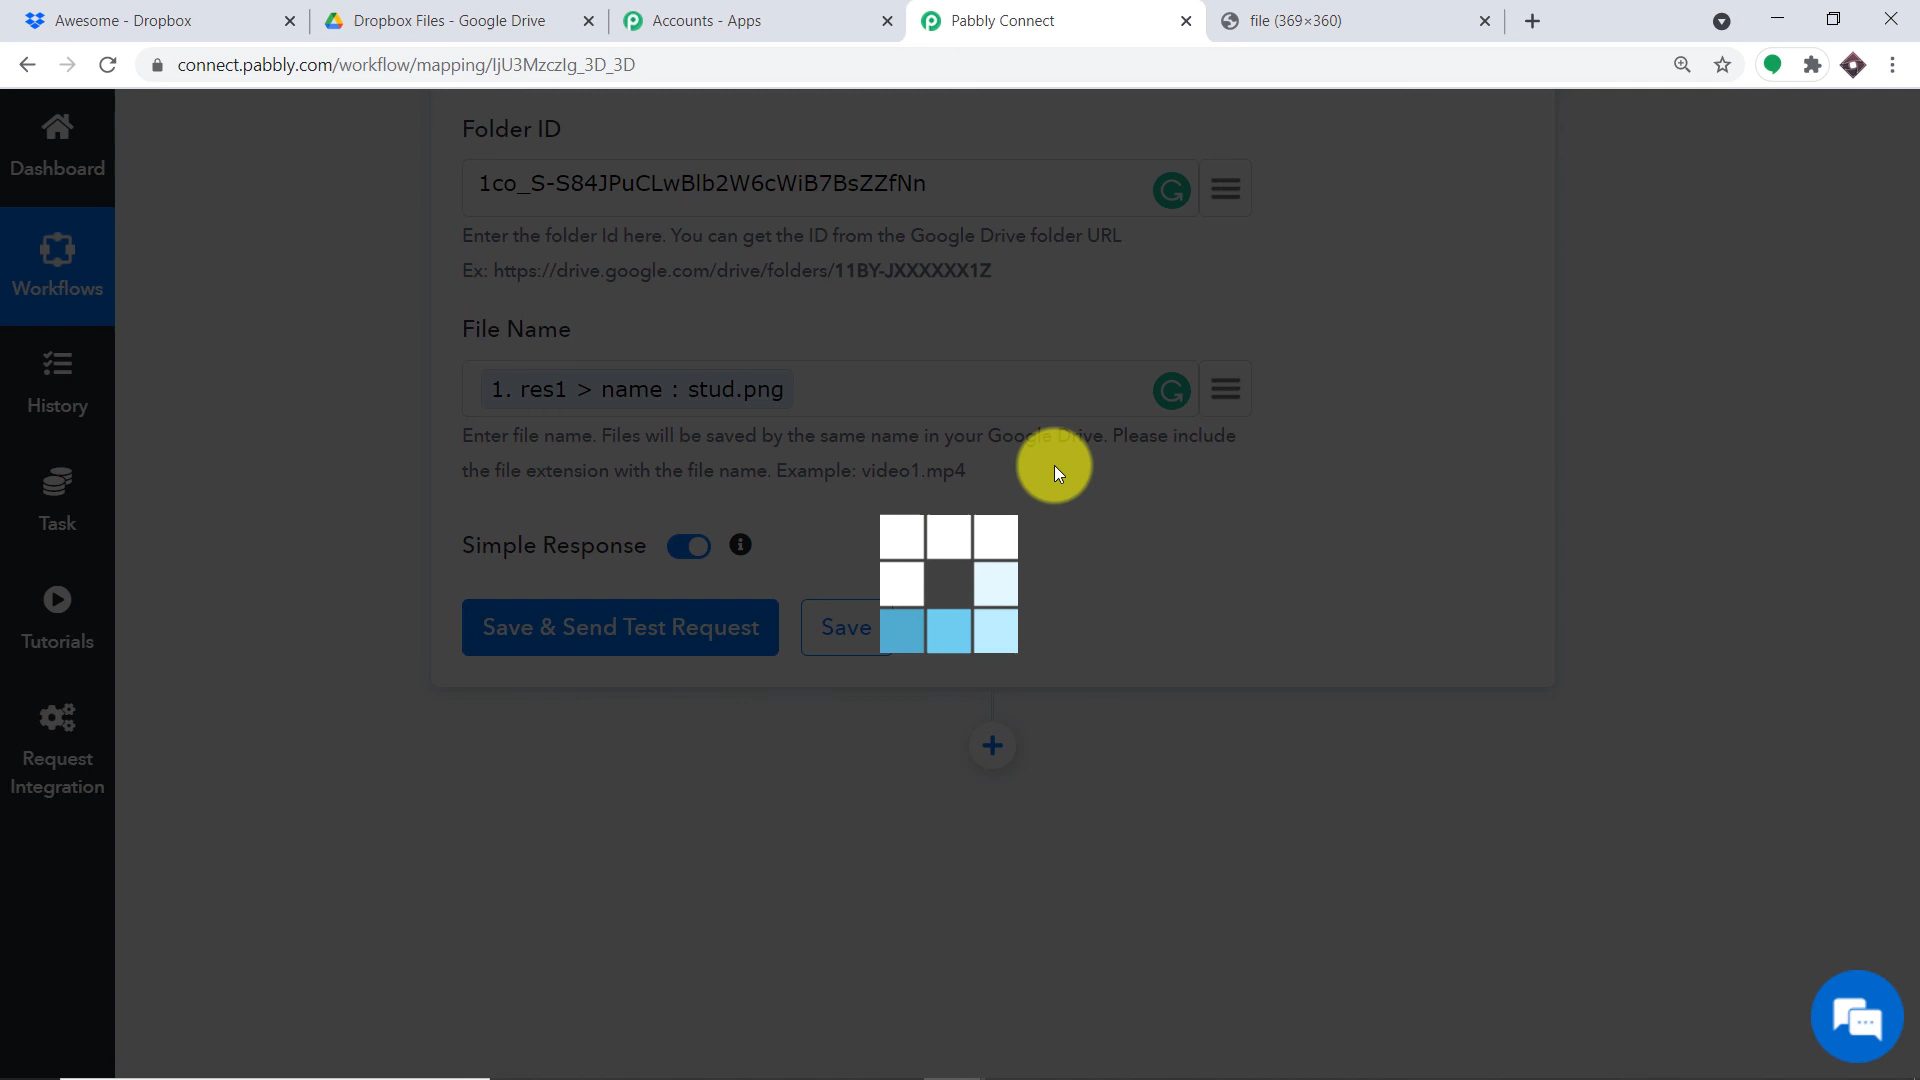 Awesome - Dropbox
Dropbox Files - Google Drive
Accounts - Apps
Pabbly Connect
file (369×360)
connect.pabbly.com/workflow/mapping/IjU3MzczIg_3D_3D
Dashboard
Workflows
History
Task
Tutorials
Request
Integration
Folder ID
1co_S-S84JPuCLwBlb2W6cWiB7BsZZfNn
Enter the folder Id here. You can get the ID from the Google Drive folder URL
Ex: https://drive.google.com/drive/folders/11BY-JXXXXXX1Z
File Name
1. res1 > name : stud.png
Enter file name. Files will be saved by the same name in your Google Drive. Please include
the file extension with the file name. Example: video1.mp4
Simple Response
Save & Send Test Request
Save